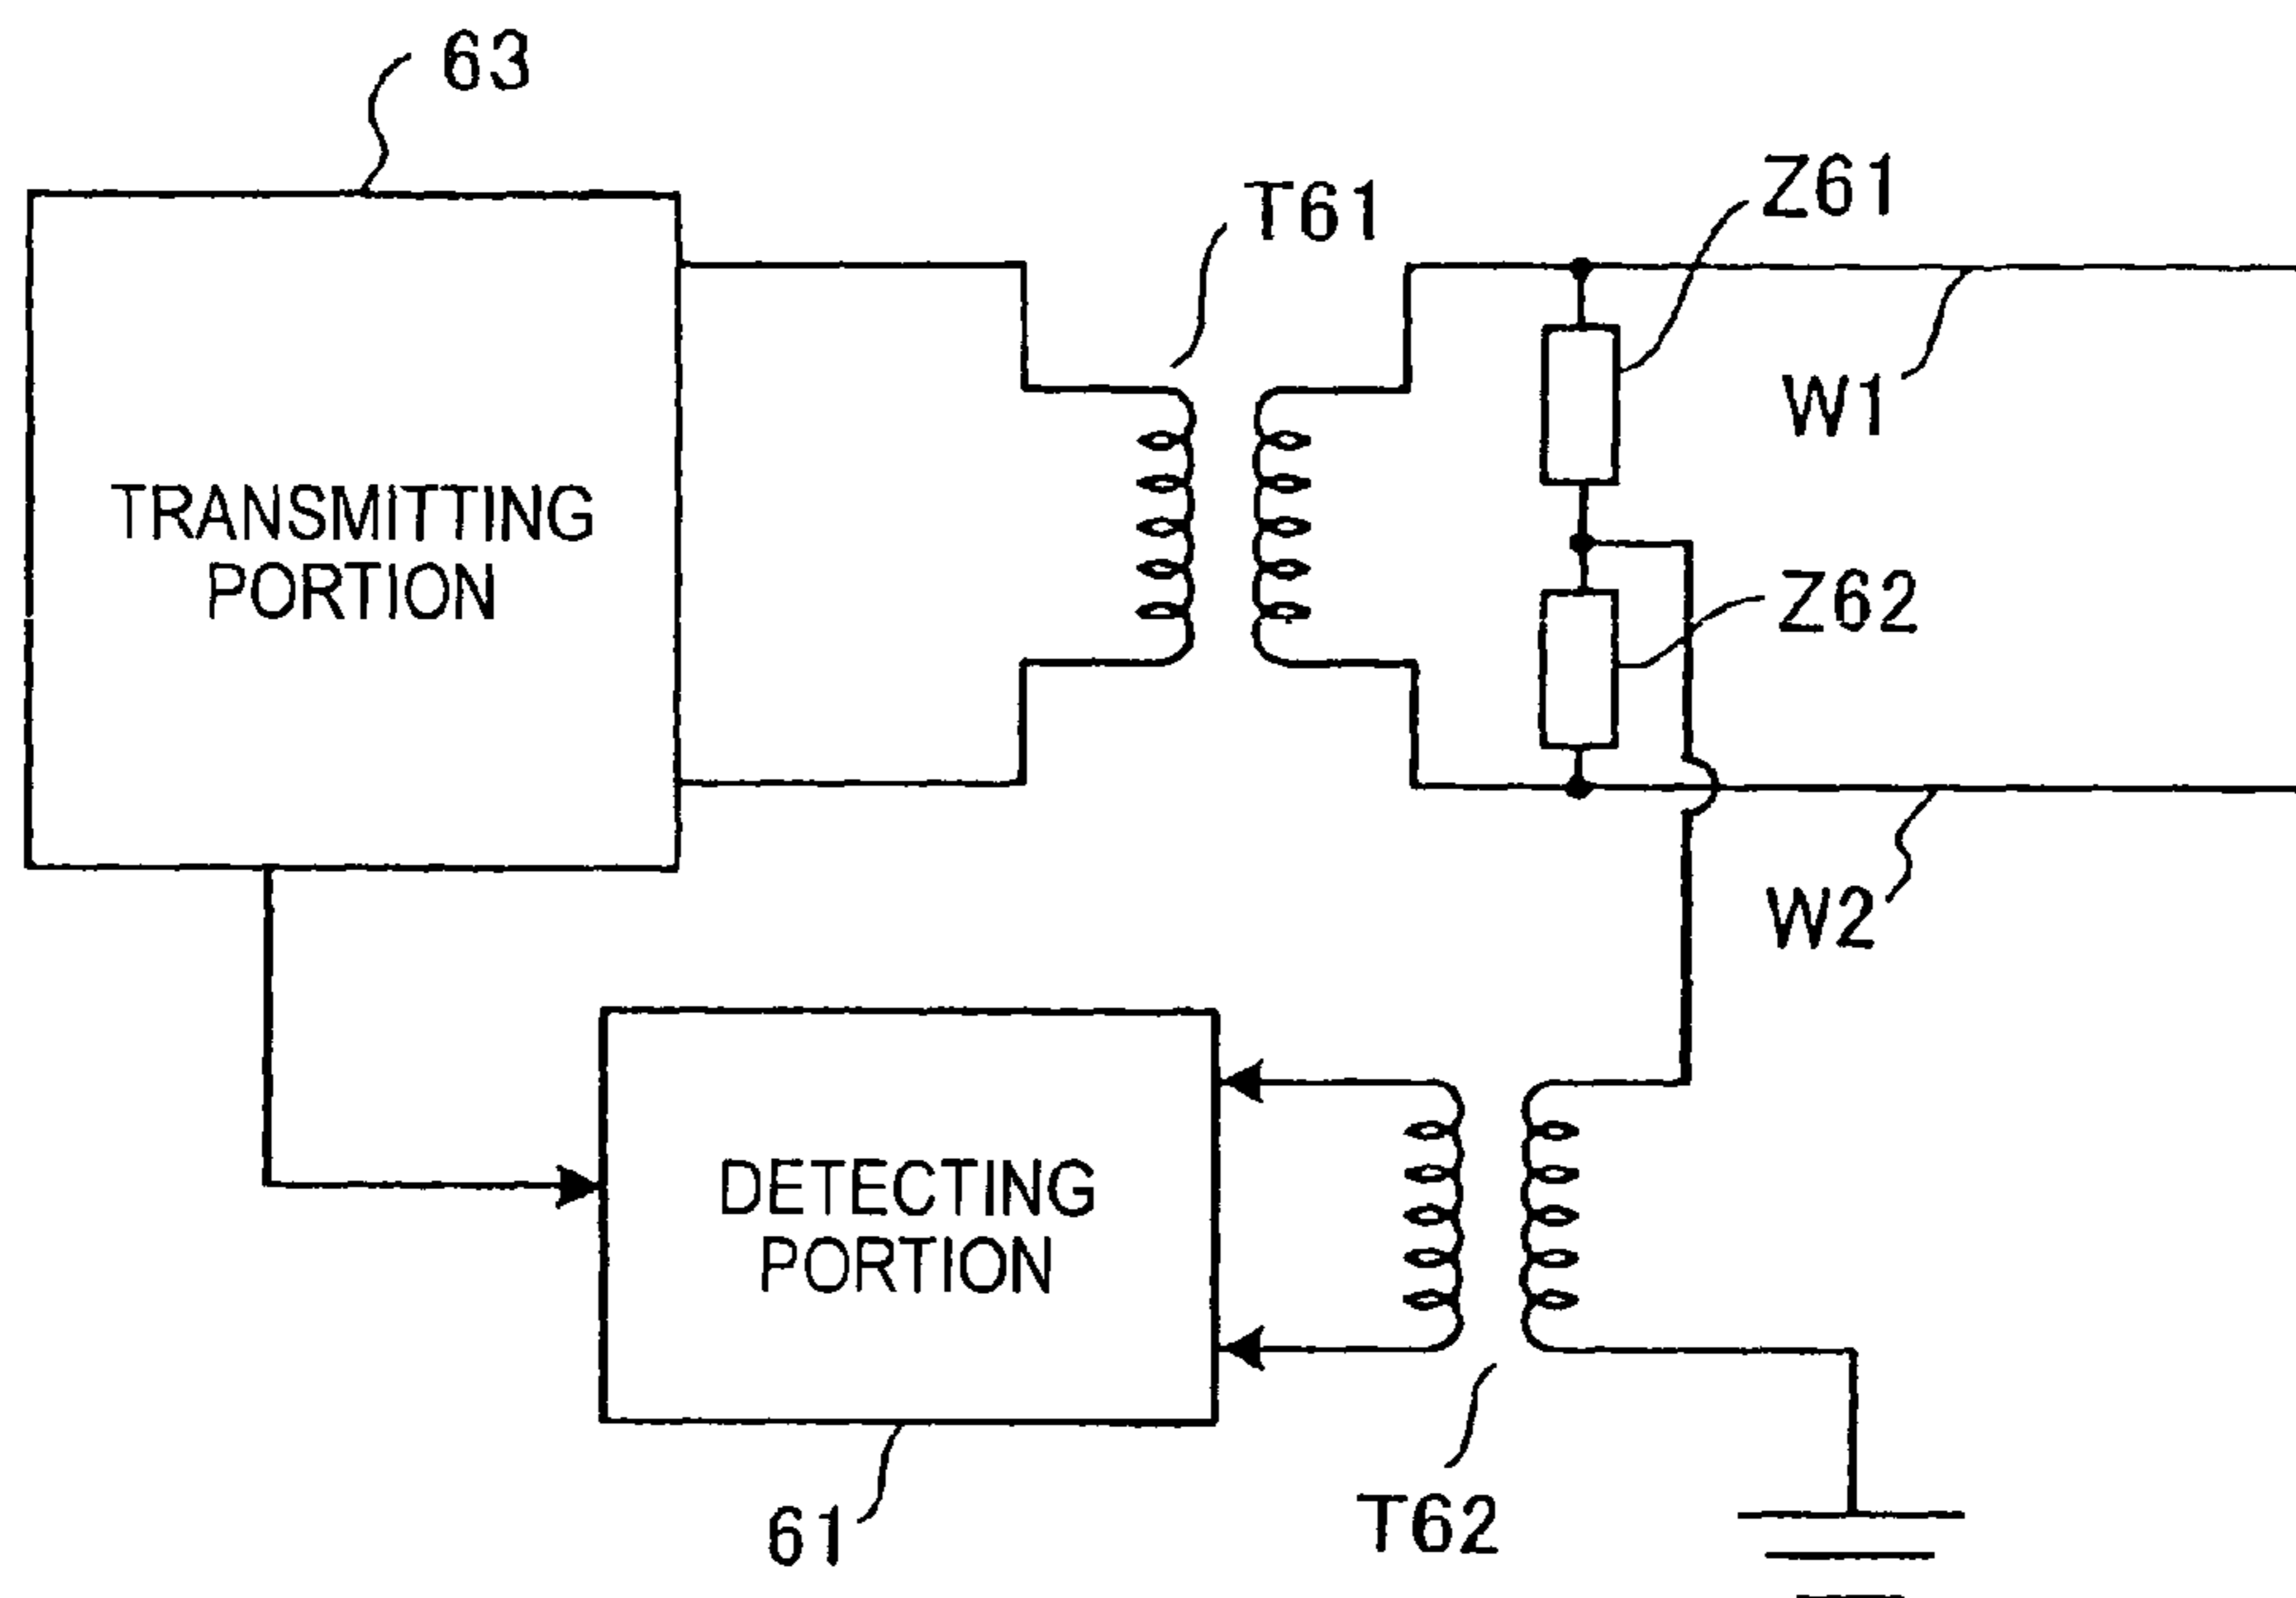 63
T61
Z61
W1
TRANSMITTING
PORTION
Z62
W2
DETECTING
PORTION
61
T62